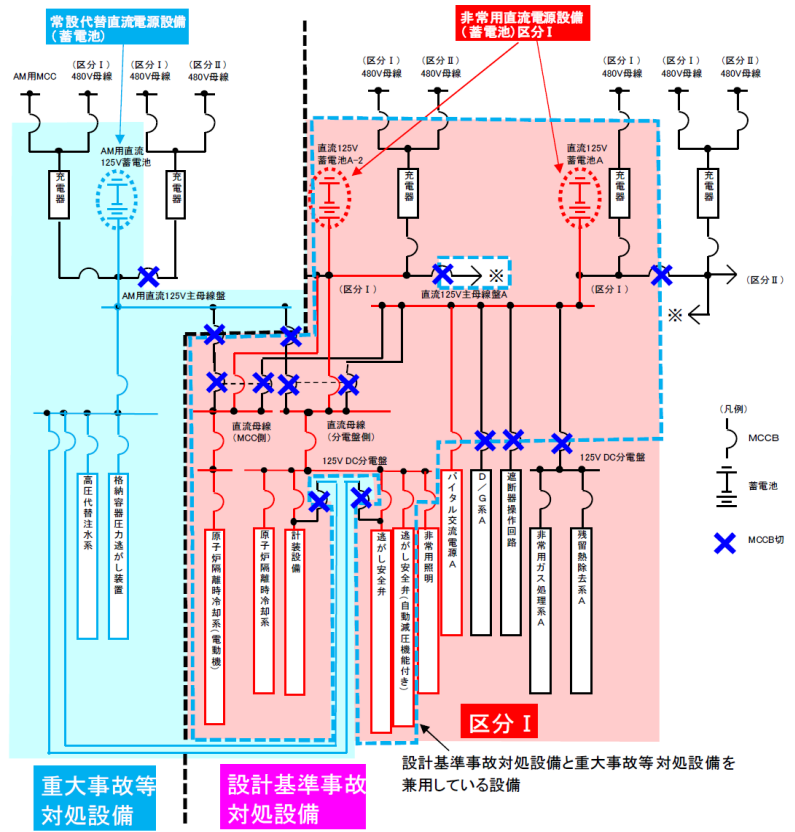 常設代替直流電源設備
(蓄電池)
非常用直流電源設備
(蓄電池)区分Ⅰ
AM用MCC
(区分Ⅰ)
480V母線
(区分Ⅰ)
480V母線
(区分Ⅱ)
480V母線
(区分Ⅰ)
480V母線
(区分Ⅱ)
480V母線
(区分Ⅰ)
480V母線
(区分Ⅰ)
480V母線
(区分Ⅱ)
480V母線
AM用直流
125V蓄電池
直流125V
蓄電池A-2
直流125V
蓄電池A
充電器
充電器
充電器
充電器
充電器
※
(区分Ⅱ)
※
AM用直流125V主母線盤
(区分Ⅰ)
直流125V主母線盤A
(区分Ⅰ)
直流母線
(MCC側)
直流母線
(分電盤側)
125V DC分電盤
125V DC分電盤
高圧代替注水系
格納容器圧力逃がし装置
原子炉隔離時冷却系(電動機)
原子炉隔離時冷却系
計装設備
逃がし安全弁
逃がし安全弁(自動減圧機能付き)
非常用照明
バイタル交流電源A
D/G系A
遮断器操作回路
非常用ガス処理系A
残留熱除去系A
(凡例)
MCCB
蓄電池
MCCB切
区分Ⅰ
設計基準事故対処設備と重大事故等対処設備を
兼用している設備
重大事故等
対処設備
設計基準事故
対処設備